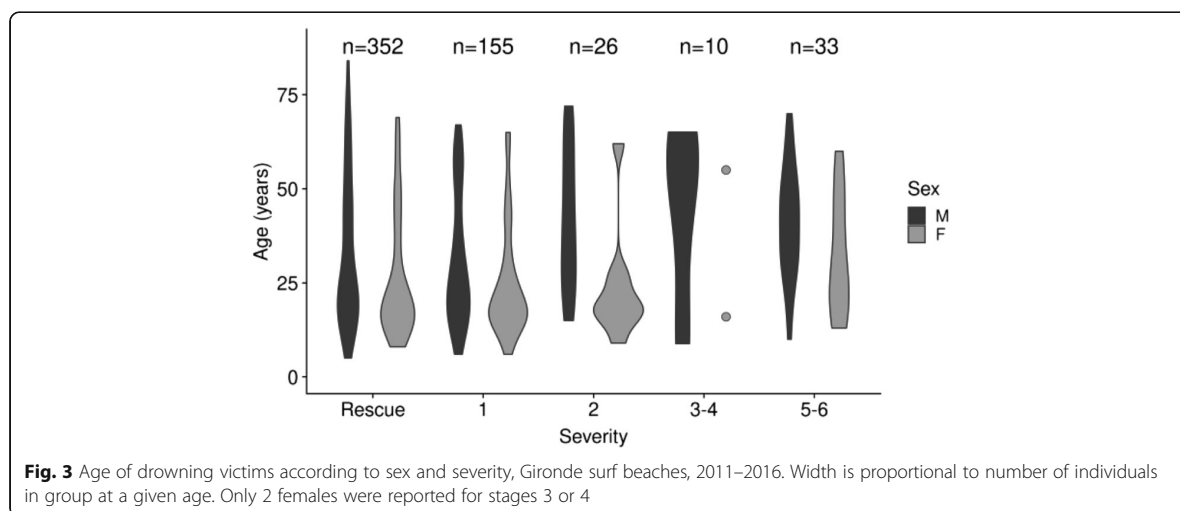 n=352 n=155 n=26 n=10 n=33
75
50
25
0
Age (years)
Rescue 1 2 3-4 5-6
Severity
Sex
M
F
Fig. 3 Age of drowning victims according to sex and severity, Gironde surf beaches, 2011–2016. Width is proportional to number of individuals
in group at a given age. Only 2 females were reported for stages 3 or 4